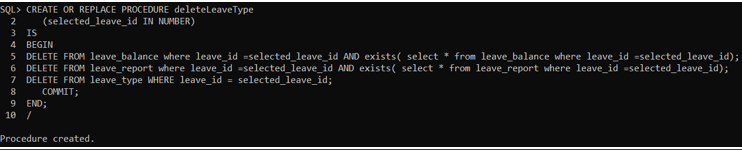 SQL> CREATE OR REPLACE PROCEDURE deleteLeaveType
2 (selected_leave_id IN NUMBER)
3 IS
4 BEGIN
5 DELETE FROM leave_balance where leave_id =selected_leave_id AND exists( select * from leave_balance where leave_id =selected_leave_id);
6 DELETE FROM leave_report where leave_id =selected_leave_id AND exists( select * from leave_report where leave_id =selected_leave_id);
7 DELETE FROM leave_type WHERE leave_id = selected_leave_id;
8 COMMIT;
9 END;
10 /
Procedure created.